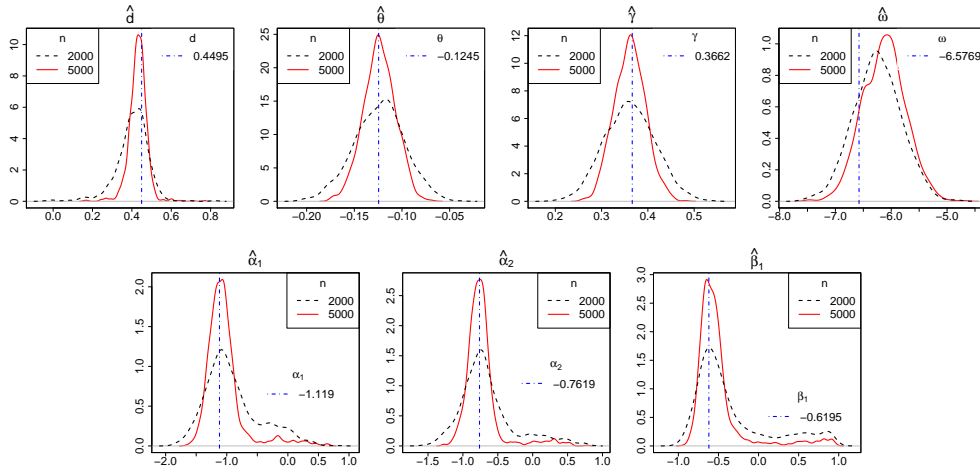 d̂
n
2000
5000
d
0.4495
0 2 4 6 8 10
0.0 0.2 0.4 0.6 0.8
θ̂
n
2000
5000
θ
−0.1245
0 5 10 15 20 25
−0.20 −0.15 −0.10 −0.05
γ̂
n
2000
5000
γ
0.3662
0 2 4 6 8 10 12
0.2 0.3 0.4 0.5
ω̂
n
2000
5000
ω
−6.5769
0.0 0.2 0.4 0.6 0.8 1.0
−8.0 −7.0 −6.0 −5.0
α̂₁
n
2000
5000
α₁
−1.119
0.0 0.5 1.0 1.5 2.0
−2.0 −1.0 0.0 0.5 1.0
α̂₂
n
2000
5000
α₂
−0.7619
0.0 0.5 1.0 1.5 2.0 2.5
−1.5 −1.0 −0.5 0.0 0.5 1.0
β̂₁
n
2000
5000
β₁
−0.6195
0.0 0.5 1.0 1.5 2.0 2.5 3.0
−1.0 −0.5 0.0 0.5 1.0